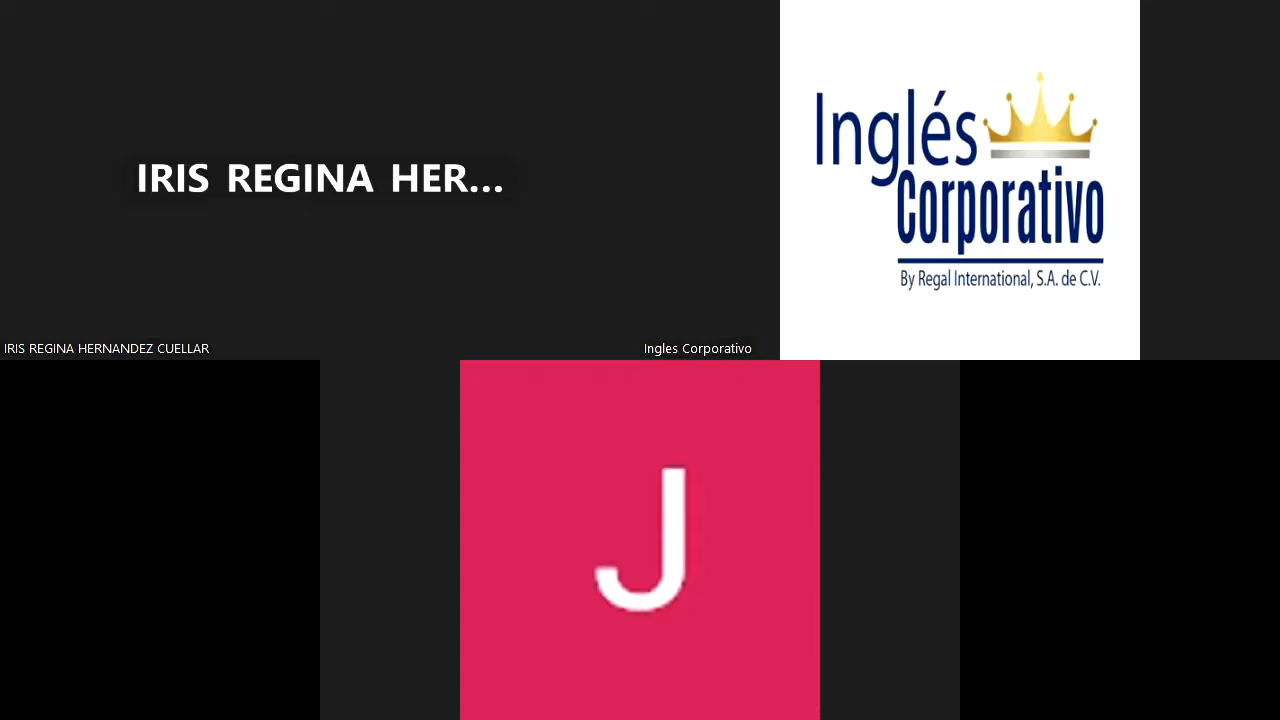 IRIS REGINA HER...
Inglés
Corporativo
By Regal International, S.A. de C.V.
IRIS REGINA HERNANDEZ CUELLAR
Ingles Corporativo
J